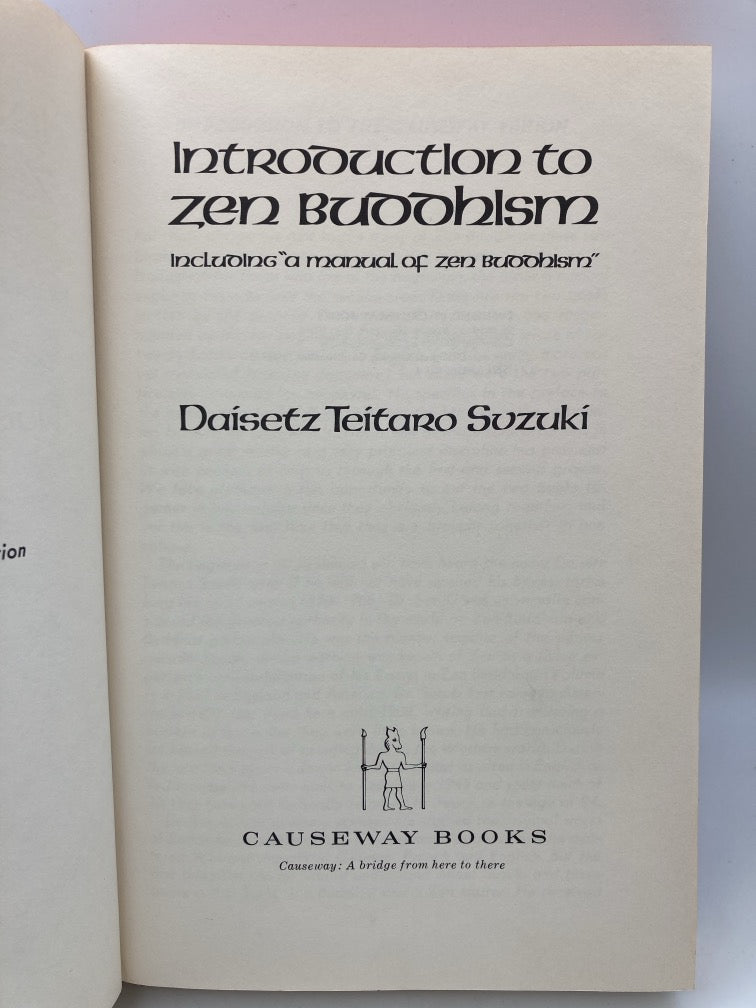 Introduction to
Zen Buddhism
including "a manual of zen Buddhism"
Daisetz Teitaro Suzuki
tion
CAUSEWAY BOOKS
Causeway: A bridge from here to there